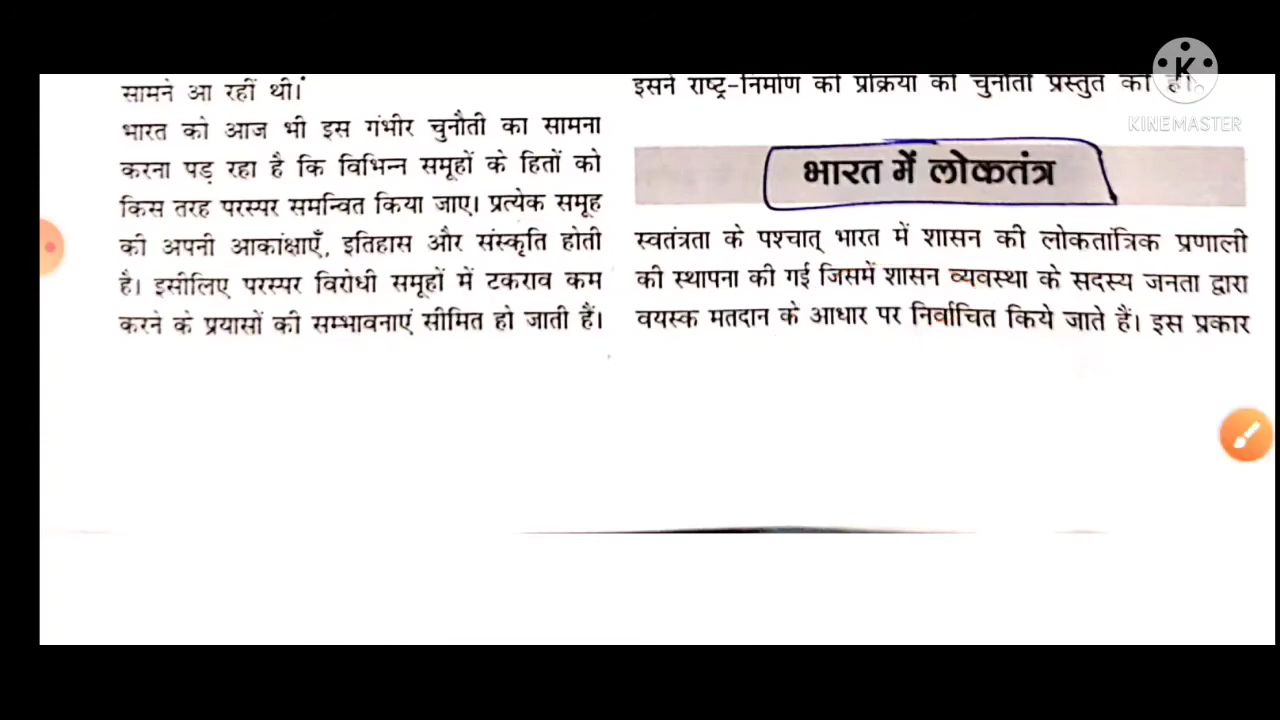 सामने आ रहीं थी।
भारत को आज भी इस गंभीर चुनौती का सामना
करना पड़ रहा है कि विभिन्न समूहों के हितों को
किस तरह परस्पर समन्वित किया जाए। प्रत्येक समूह
की अपनी आकांक्षाएँ, इतिहास और संस्कृति होती
है। इसीलिए परस्पर विरोधी समूहों में टकराव कम
करने के प्रयासों की सम्भावनाएं सीमित हो जाती हैं।
इसने राष्ट्र-निर्माण की प्रक्रिया को चुनौती प्रस्तुत की है।
भारत में लोकतंत्र
स्वतंत्रता के पश्चात् भारत में शासन की लोकतांत्रिक प्रणाली
की स्थापना की गई जिसमें शासन व्यवस्था के सदस्य जनता द्वारा
वयस्क मतदान के आधार पर निर्वाचित किये जाते हैं। इस प्रकार
K
KINEMASTER